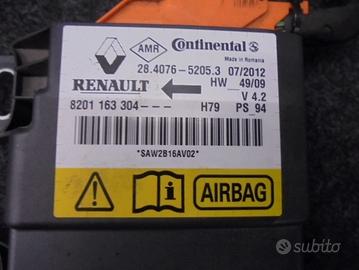 AMR Continental
Made in Romania
28.4076-5205.3 07/2012
RENAULT HW 49/09
V 4.2
8201 163 304--- H79 PS 94
*SAW2B16AV02*
AIRBAG
subito